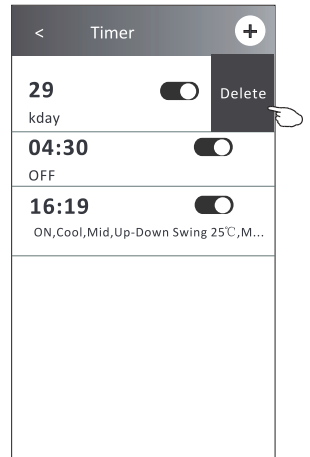 < Timer +
29
Delete
kday
04:30
OFF
16:19
ON,Cool,Mid,Up-Down Swing 25℃,M...